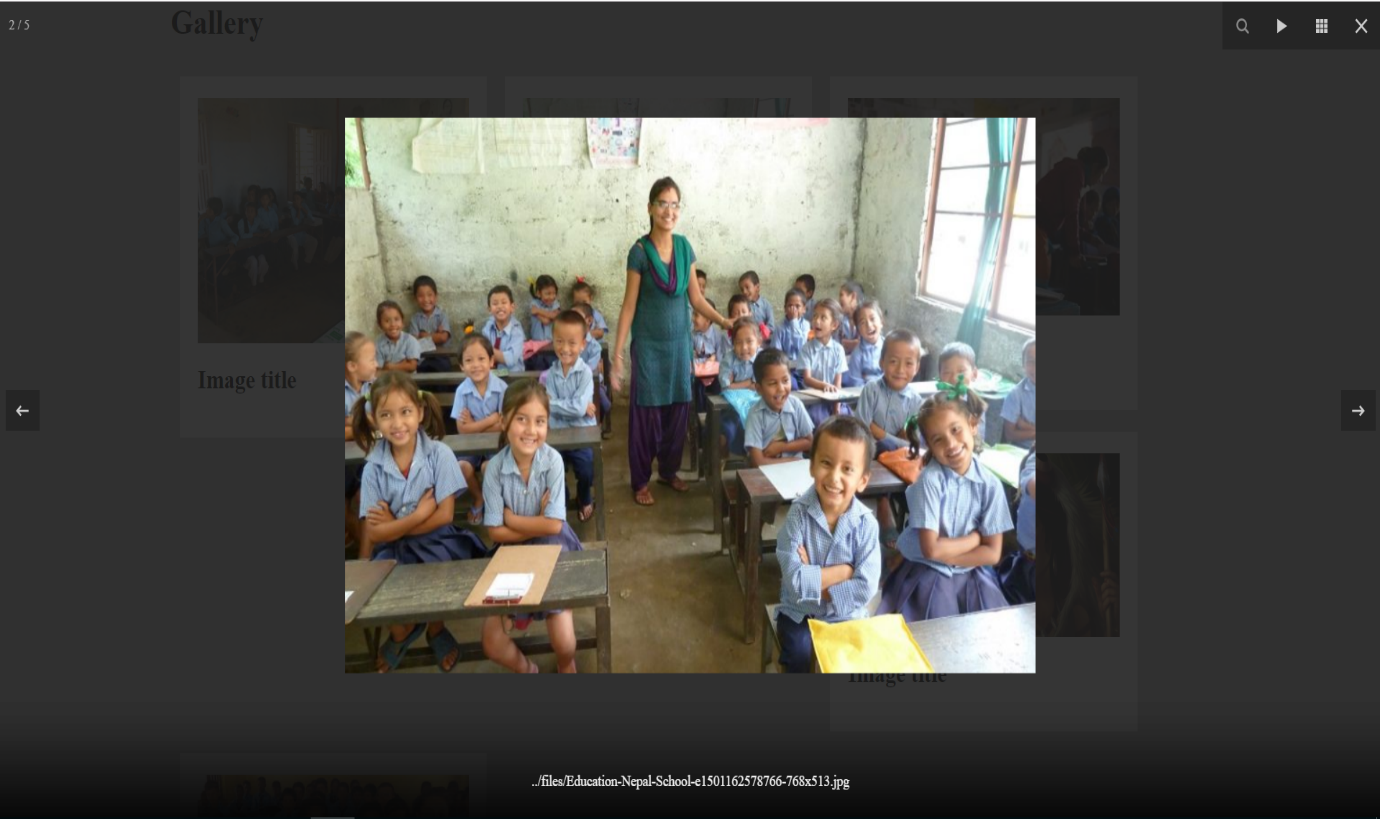 2 / 5
Gallery
Image title
Image title
../files/Education-Nepal-School-e1501162578766-768x513.jpg